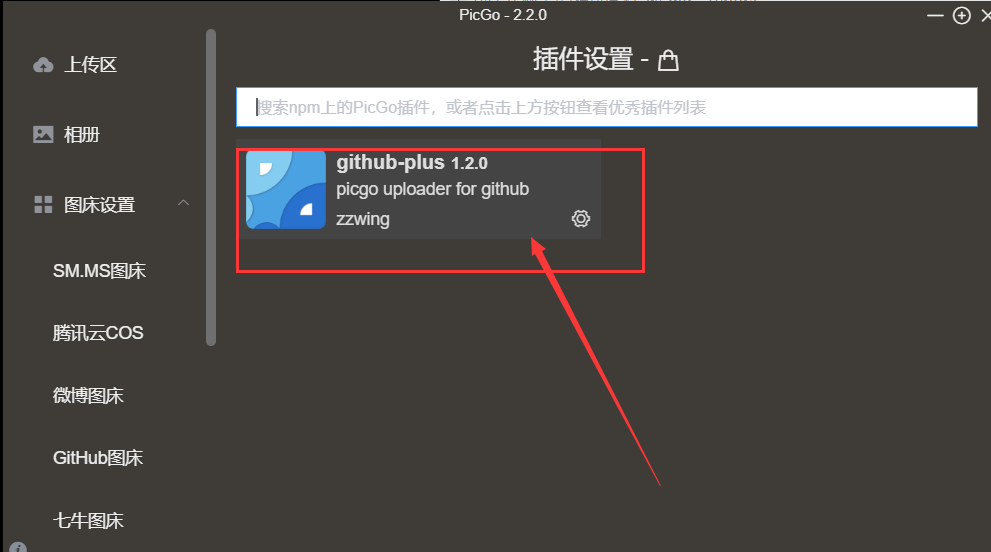 PicGo - 2.2.0
上传区
相册
图床设置
SM.MS图床
腾讯云COS
微博图床
GitHub图床
七牛图床
插件设置 -
搜索npm上的PicGo插件，或者点击上方按钮查看优秀插件列表
github-plus 1.2.0
picgo uploader for github
zzwing